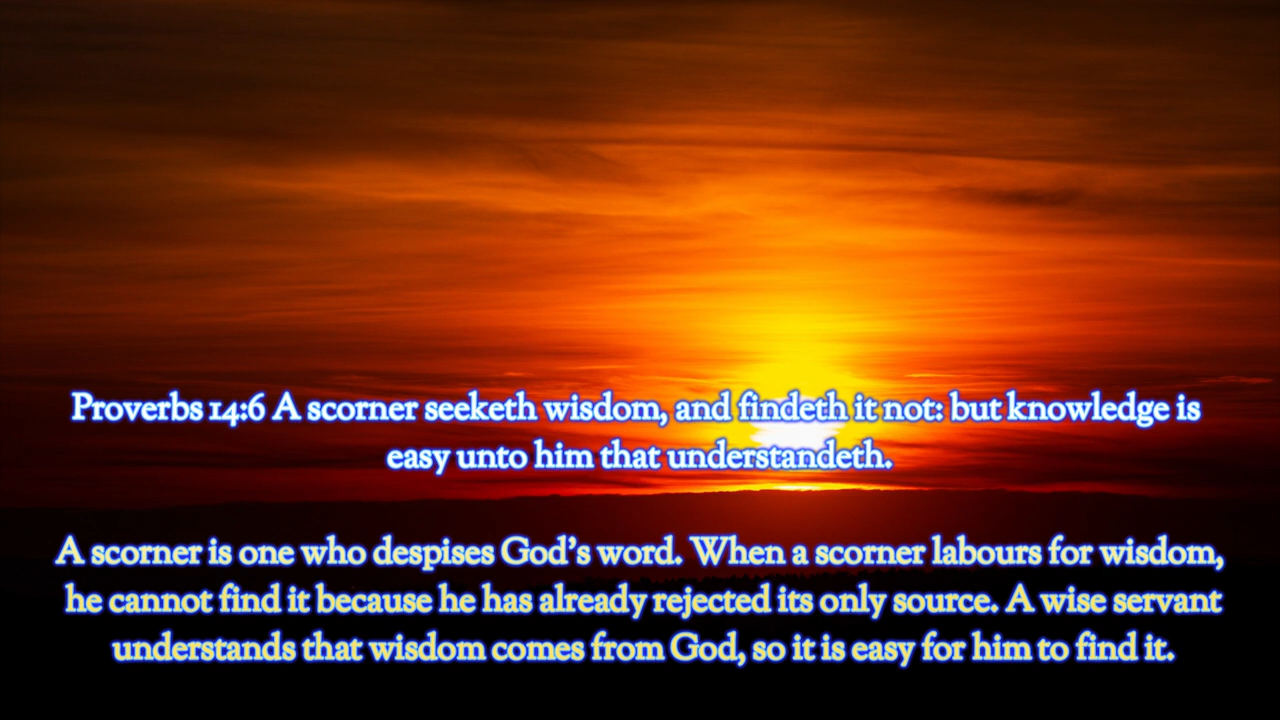 Proverbs 14:6 A scorner seeketh wisdom, and findeth it not: but knowledge is
easy unto him that understandeth.
A scorner is one who despises God's word. When a scorner labours for wisdom,
he cannot find it because he has already rejected its only source. A wise servant
understands that wisdom comes from God, so it is easy for him to find it.